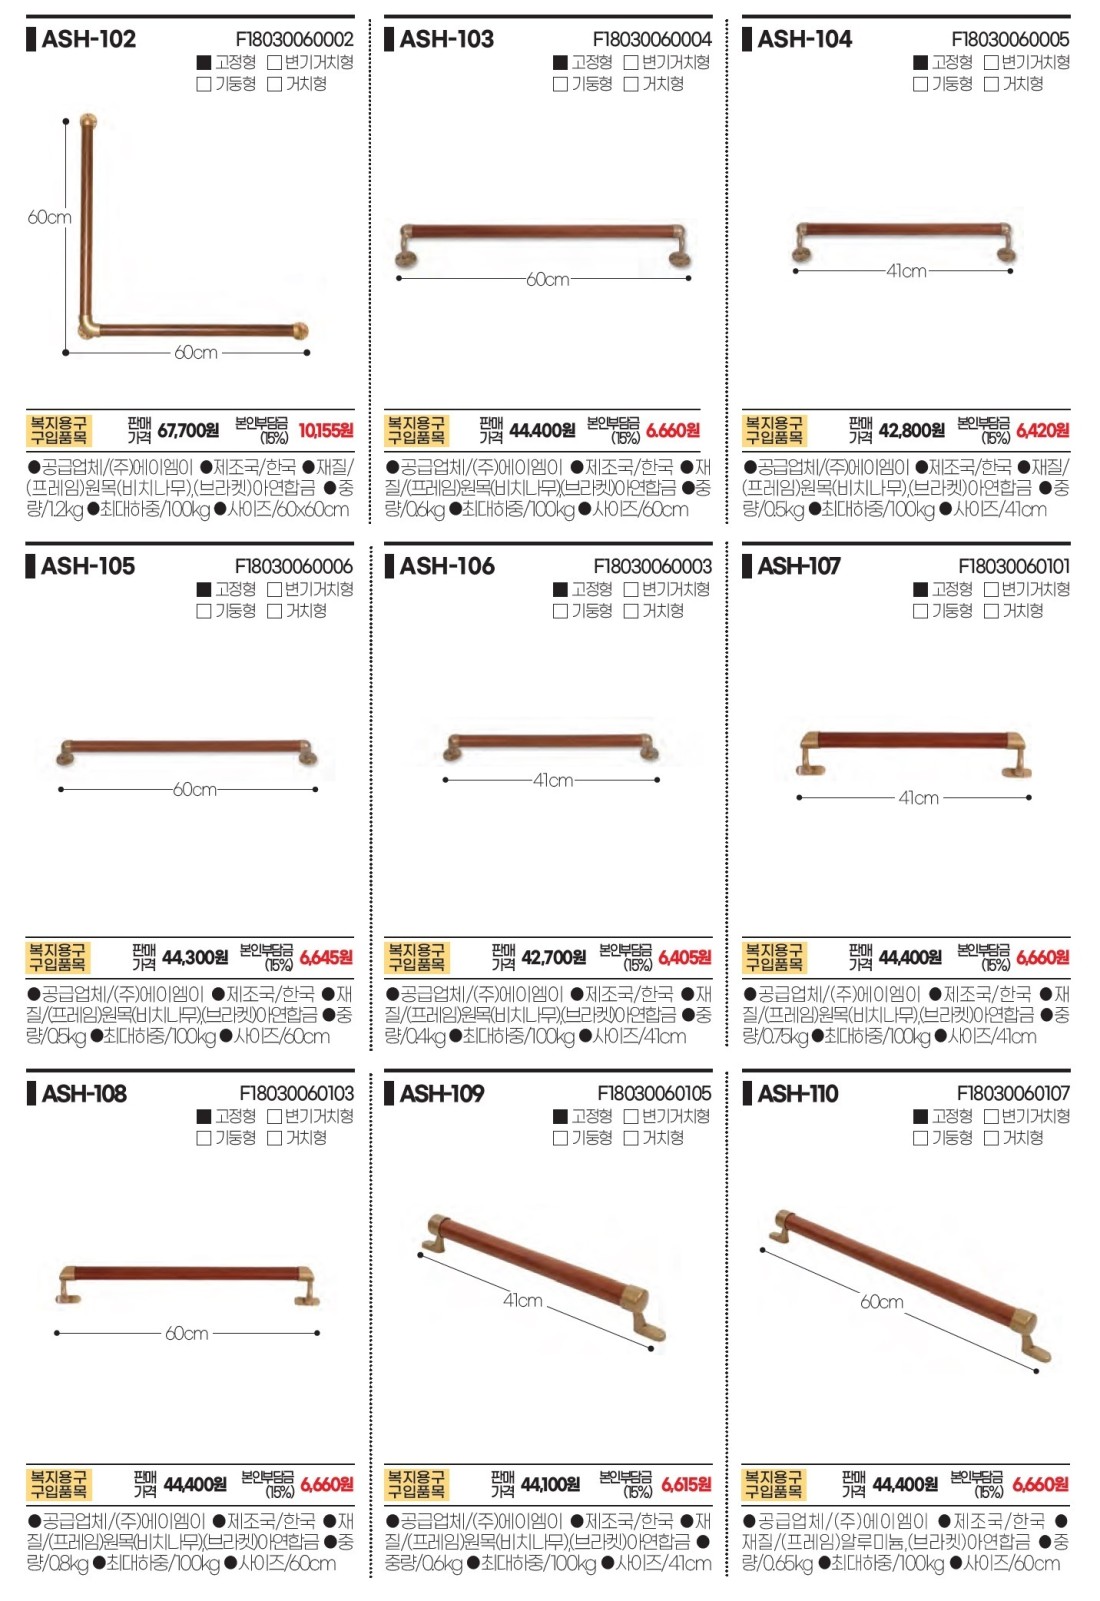 ASH-102 F18030060002
■ 고정형 □ 변기거치형
□ 기둥형 □ 거치형
60cm
60cm
복지용구 구입품목 판매 가격 67,700원 본인부담금 (15%) 10,155원
●공급업체/(주)에이엠이 ●제조국/한국 ●재질/
(프레임)원목(비치나무),(브라켓)아연합금 ●중
량/1.2kg ●최대하중/100kg ●사이즈/60x60cm
ASH-103 F18030060004
■ 고정형 □ 변기거치형
□ 기둥형 □ 거치형
60cm
복지용구 구입품목 판매 가격 44.400원 본인부담금 (15%) 6.660원
●공급업체/(주)에이엠이 ●제조국/한국 ●재
질/(프레임)원목(비치나무),(브라켓)아연합금 ●중
량/0.6kg ●최대하중/100kg ●사이즈/60cm
ASH-104 F18030060005
■ 고정형 □ 변기거치형
□ 기둥형 □ 거치형
41cm
복지용구 구입품목 판매 가격 42,800원 본인부담금 (15%) 6,420원
●공급업체/(주)에이엠이 ●제조국/한국 ●재질/
(프레임)원목(비치나무),(브라켓)아연합금 ●중
량/0.5kg ●최대하중/100kg ●사이즈/41cm
ASH-105 F18030060006
■ 고정형 □ 변기거치형
□ 기둥형 □ 거치형
60cm
복지용구 구입품목 판매 가격 44,300원 본인부담금 (15%) 6,645원
●공급업체/(주)에이엠이 ●제조국/한국 ●재
질/(프레임)원목(비치나무),(브라켓)아연합금 ●중
량/0.5kg ●최대하중/100kg ●사이즈/60cm
ASH-106 F18030060003
■ 고정형 □ 변기거치형
□ 기둥형 □ 거치형
41cm
복지용구 구입품목 판매 가격 42,700원 본인부담금 (15%) 6,405원
●공급업체/(주)에이엠이 ●제조국/한국 ●재
질/(프레임)원목(비치나무),(브라켓)아연합금 ●중
량/0.4kg ●최대하중/100kg ●사이즈/41cm
ASH-107 F18030060101
■ 고정형 □ 변기거치형
□ 기둥형 □ 거치형
41cm
복지용구 구입품목 판매 가격 44,400원 본인부담금 (15%) 6,660원
●공급업체/(주)에이엠이 ●제조국/한국 ●재
질/(프레임)원목(비치나무),(브라켓)아연합금 ●중
량/0.75kg ●최대하중/100kg ●사이즈/41cm
ASH-108 F18030060103
■ 고정형 □ 변기거치형
□ 기둥형 □ 거치형
60cm
복지용구 구입품목 판매 가격 44,400원 본인부담금 (15%) 6,660원
●공급업체/(주)에이엠이 ●제조국/한국 ●재
질/(프레임)원목(비치나무),(브라켓)아연합금 ●중
량/0.8kg ●최대하중/100kg ●사이즈/60cm
ASH-109 F18030060105
■ 고정형 □ 변기거치형
□ 기둥형 □ 거치형
41cm
복지용구 구입품목 판매 가격 44,100원 본인부담금 (15%) 6,615원
●공급업체/(주)에이엠이 ●제조국/한국 ●재
질/(프레임)원목(비치나무),(브라켓)아연합금 ●
중량/0.6kg ●최대하중/100kg ●사이즈/41cm
ASH-110 F18030060107
■ 고정형 □ 변기거치형
□ 기둥형 □ 거치형
60cm
복지용구 구입품목 판매 가격 44,400원 본인부담금 (15%) 6,660원
●공급업체/(주)에이엠이 ●제조국/한국 ●
재질/(프레임)알루미늄,(브라켓)아연합금 ●중
량/0.65kg ●최대하중/100kg ●사이즈/60cm